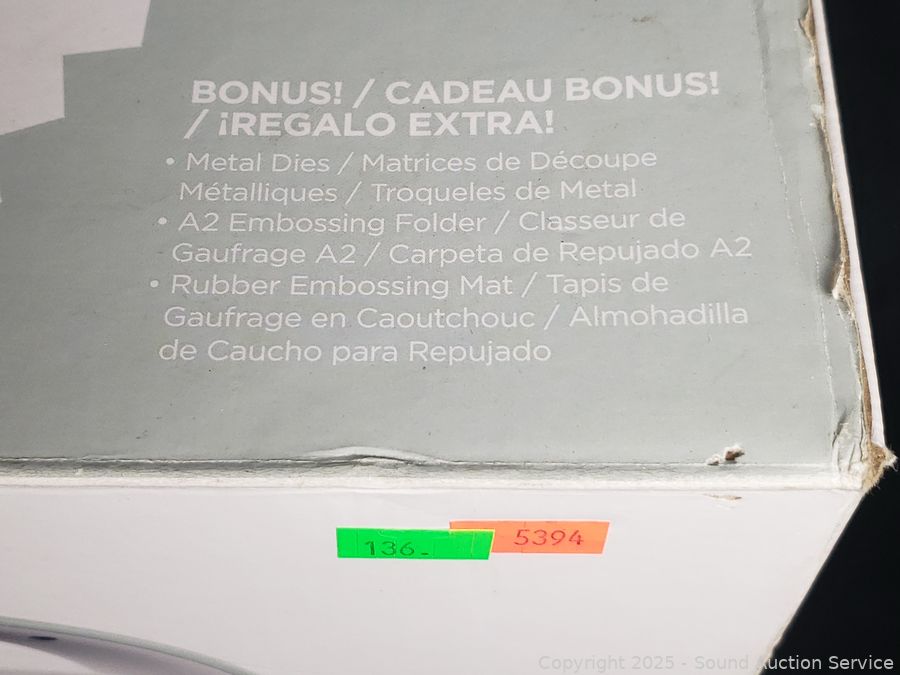 BONUS! / CADEAU BONUS!
/ ¡REGALO EXTRA!
• Metal Dies / Matrices de Découpe
Métalliques / Troqueles de Metal
• A2 Embossing Folder / Classeur de
Gaufrage A2 / Carpeta de Repujado A2
• Rubber Embossing Mat / Tapis de
Gaufrage en Caoutchouc / Almohadilla
de Caucho para Repujado
136.
5394
Copyright 2025 - Sound Auction Service